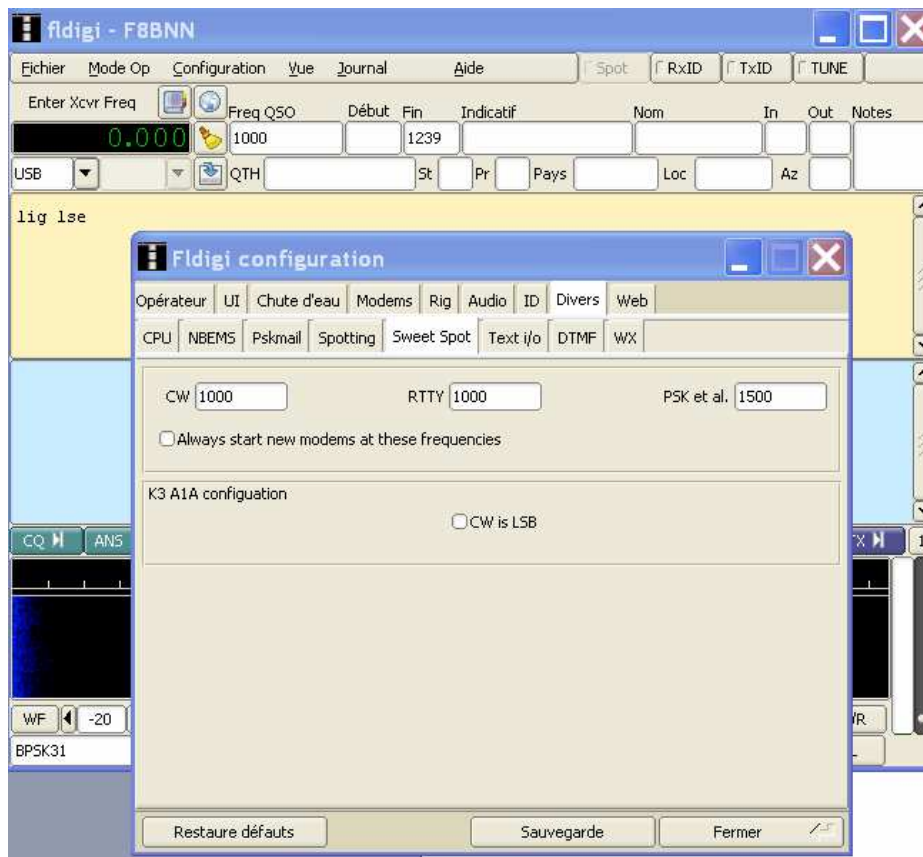 fldigi - F8BNN
Fichier Mode Op Configuration Vue Journal Aide Spot RxID TxID TUNE
Enter Xcvr Freq Freq QSO Début Fin Indicatif Nom In Out Notes
0.000 1000 1239
USB QTH St Pr Pays Loc Az
lig lse
Fldigi configuration
Opérateur UI Chute d'eau Modems Rig Audio ID Divers Web
CPU NBEMS Pskmail Spotting Sweet Spot Text i/o DTMF WX
CW 1000 RTTY 1000 PSK et al. 1500
Always start new modems at these frequencies
K3 A1A configuation
CW is LSB
CQ ANS TX 1
WF -20
BPSK31
Restaure défauts Sauvegarde Fermer